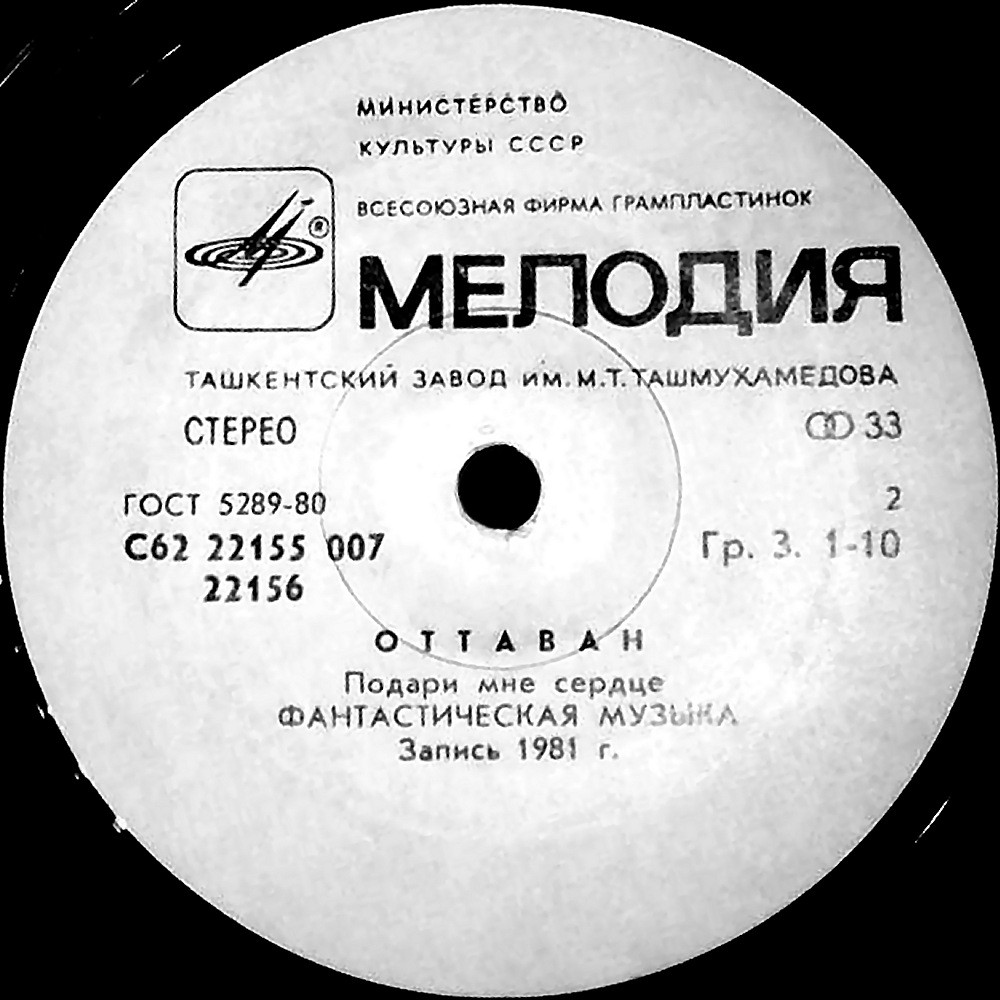 МИНИСТЕРСТВО
КУЛЬТУРЫ СССР
ВСЕСОЮЗНАЯ ФИРМА ГРАМПЛАСТИНОК
®
МЕЛОДИЯ
ТАШКЕНТСКИЙ ЗАВОД ИМ. М.Т.ТАШМУХАМЕДОВА
СТЕРЕО 33
ГОСТ 5289-80 2
С62 22155 007 Гр. 3. 1-10
22156
ОТТАВАН
Подари мне сердце
ФАНТАСТИЧЕСКАЯ МУЗЫКА
Запись 1981 г.